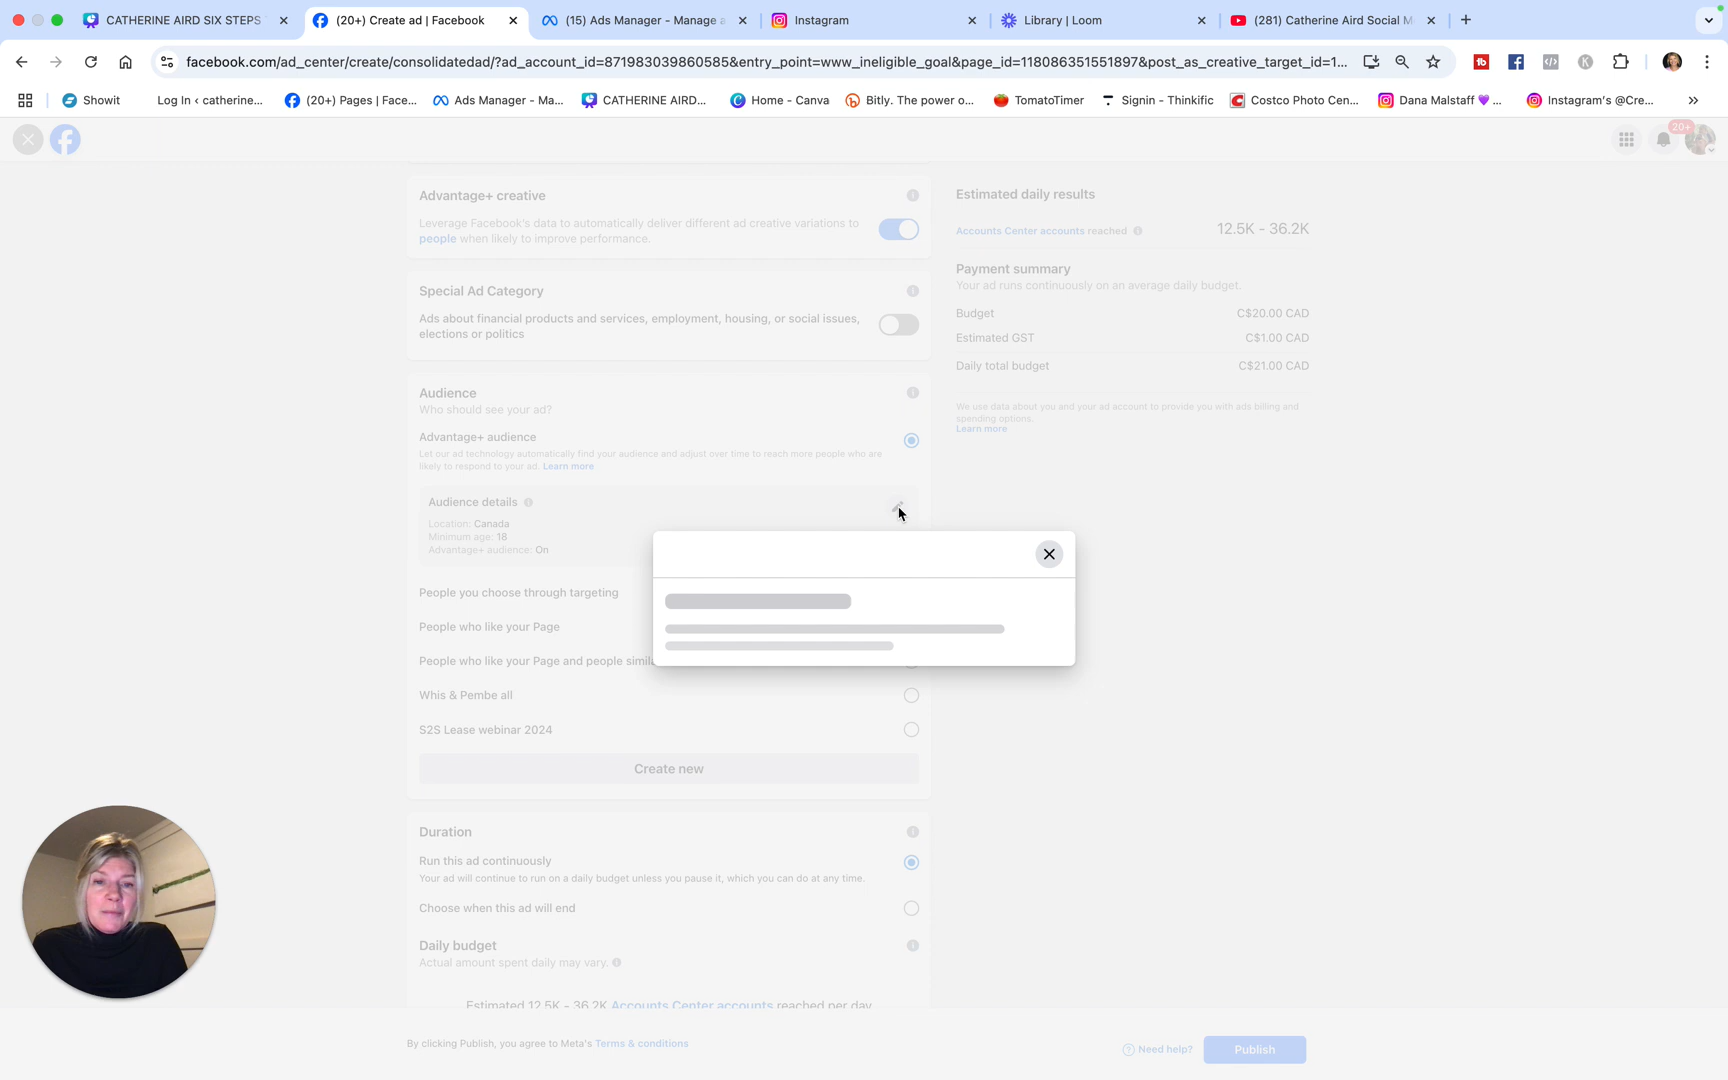 CATHERINE AIRD SIX STEPS
(20+) Create ad | Facebook
(15) Ads Manager - Manage a
Instagram
Library | Loom
(281) Catherine Aird Social M
facebook.com/ad_center/create/consolidatedad/?ad_account_id=871983039860585&entry_point=www_ineligible_goal&page_id=118086351551897&post_as_creative_target_id=1...
Showit
Log In ‹ catherine...
(20+) Pages | Face...
Ads Manager - Ma...
CATHERINE AIRD...
Home - Canva
Bitly. The power o...
TomatoTimer
Signin - Thinkific
Costco Photo Cen...
Dana Malstaff 💜 ...
Instagram's @Cre...
20+
Advantage+ creative
Leverage Facebook's data to automatically deliver different ad creative variations to
people when likely to improve performance.
Special Ad Category
Ads about financial products and services, employment, housing, or social issues,
elections or politics
Audience
Who should see your ad?
Advantage+ audience
Let our ad technology automatically find your audience and adjust over time to reach more people who are
likely to respond to your ad. Learn more
Audience details
Location: Canada
Minimum age: 18
Advantage+ audience: On
People you choose through targeting
People who like your Page
People who like your Page and people simil
Whis & Pembe all
S2S Lease webinar 2024
Create new
Duration
Run this ad continuously
Your ad will continue to run on a daily budget unless you pause it, which you can do at any time.
Choose when this ad will end
Daily budget
Actual amount spent daily may vary.
Estimated 12.5K - 36.2K Accounts Center accounts reached per day
Estimated daily results
Accounts Center accounts reached
12.5K - 36.2K
Payment summary
Your ad runs continuously on an average daily budget.
Budget
C$20.00 CAD
Estimated GST
C$1.00 CAD
Daily total budget
C$21.00 CAD
We use data about you and your ad account to provide you with ads billing and
spending options.
Learn more
By clicking Publish, you agree to Meta's Terms & conditions
Need help?
Publish